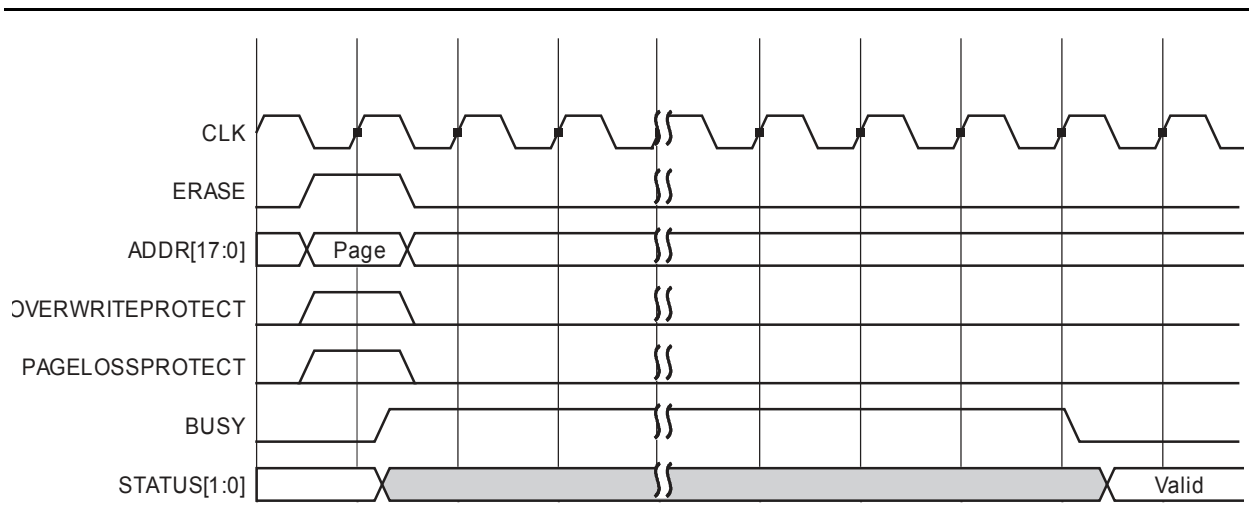 CLK
ERASE
ADDR[17:0] Page
OVERWRITEPROTECT
PAGELOSSPROTECT
BUSY
STATUS[1:0] Valid